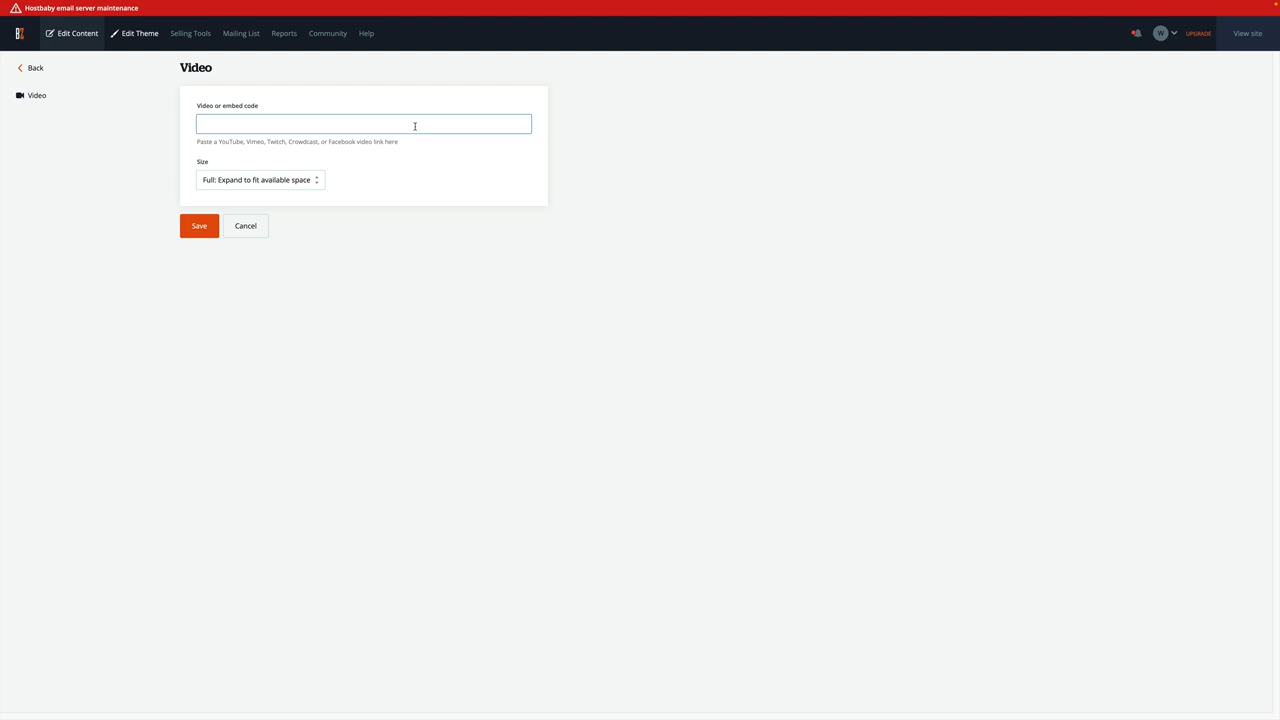 Hostbaby email server maintenance
Edit Content Edit Theme Selling Tools Mailing List Reports Community Help W UPGRADE View site
Back
Video
Video
Video or embed code
Paste a YouTube, Vimeo, Twitch, Crowdcast, or Facebook video link here
Size
Full: Expand to fit available space
Save Cancel